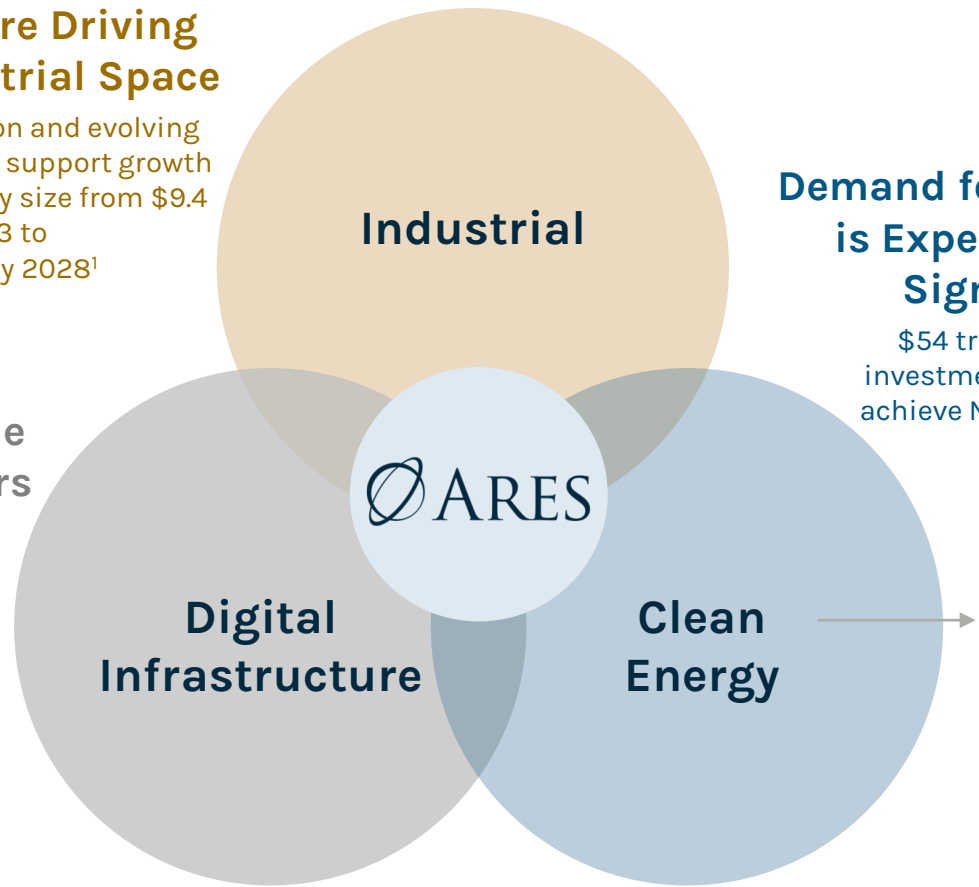 re Driving
trial Space
on and evolving
support growth
y size from $9.4
3 to
y 2028¹
Industrial
Demand fo
is Expe
Sign
$54 tr
investme
achieve N
e
rs
ARES
Digital
Infrastructure
Clean
Energy